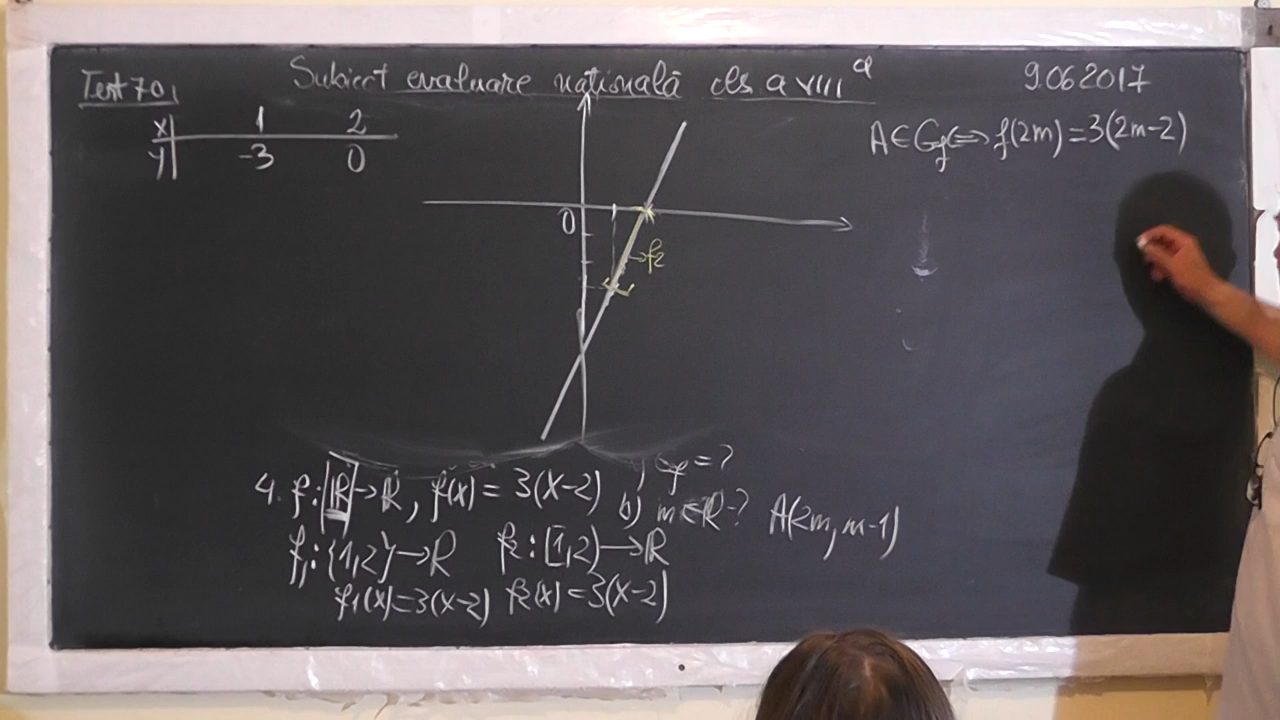 Test 70,
Subiect evaluare națională cls. a VIII a
9.06.2017
x | 1 2
y | -3 0
A∈Gf⟺f(2m)=3(2m-2)
0
f2
4. f:ℝ→ℝ, f(x)=3(x-2) ) Gf=?
b) m∈ℝ? A(2m, m-1)
f1:{1,2}→ℝ f2:[1,2)→ℝ
f1(x)=3(x-2) f2(x)=3(x-2)